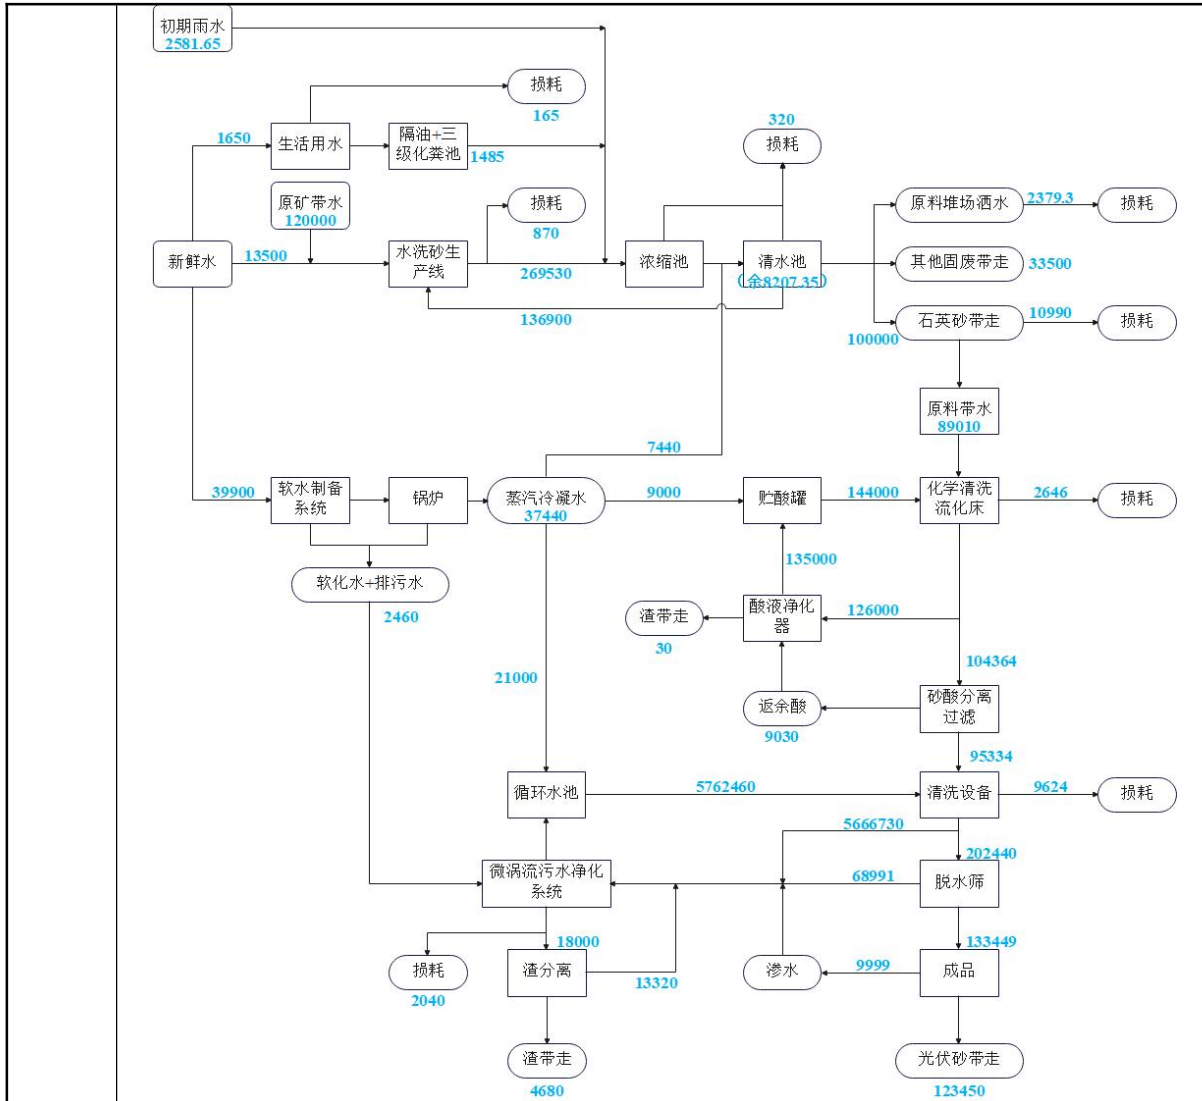 初期雨水
2581.65
损耗
165
320
1650
生活用水
隔油+三
级化粪池
1485
损耗
原矿带水
120000
损耗
870
原料堆场洒水
2379.3
损耗
新鲜水
13500
水洗砂生
产线
269530
浓缩池
清水池
(余8207.35)
其他固废带走
33500
136900
100000
石英砂带走
10990
损耗
原料带水
89010
7440
39900
软水制备
系统
锅炉
蒸汽冷凝水
37440
9000
贮酸罐
144000
化学清洗
流化床
2646
损耗
135000
软化水+排污水
2460
渣带走
30
酸液净化
器
126000
104364
21000
返余酸
9030
砂酸分离
过滤
95334
循环水池
5762460
清洗设备
9624
损耗
5666730
202440
微涡流污水净化
系统
68991
脱水筛
18000
133449
损耗
2040
渣分离
13320
渗水
9999
成品
渣带走
4680
光伏砂带走
123450